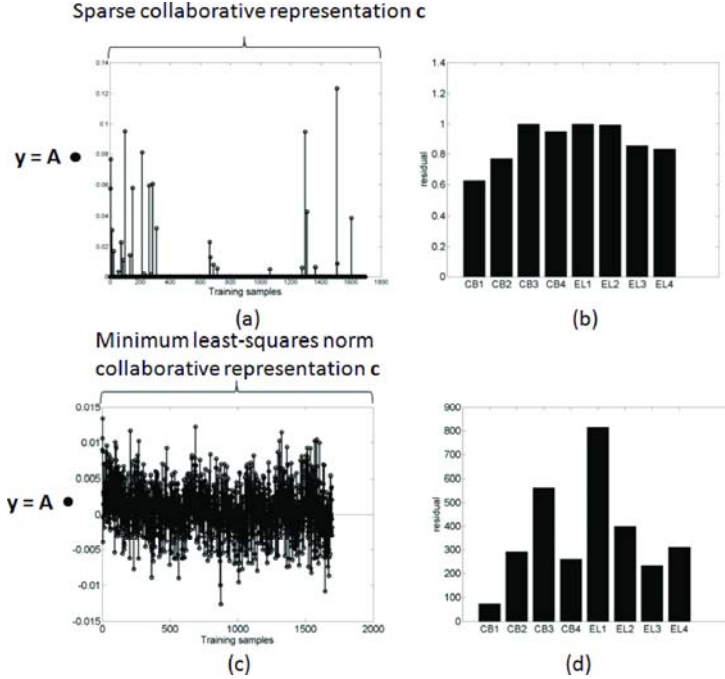 Sparse collaborative representation c
0.14
0.12
0.1
0.08
0.06
0.04
0.02
0
0 200 400 600 800 1000 1200 1400 1600 1800
Training samples
y = A •
(a)
1.4
1.2
1
0.8
0.6
0.4
0.2
0
residual
CB1 CB2 CB3 CB4 EL1 EL2 EL3 EL4
(b)
Minimum least-squares norm
collaborative representation c
0.015
0.01
0.005
0
-0.005
-0.01
-0.015
0 500 1000 1500 2000
Training samples
y = A •
(c)
900
800
700
600
500
400
300
200
100
0
residual
CB1 CB2 CB3 CB4 EL1 EL2 EL3 EL4
(d)